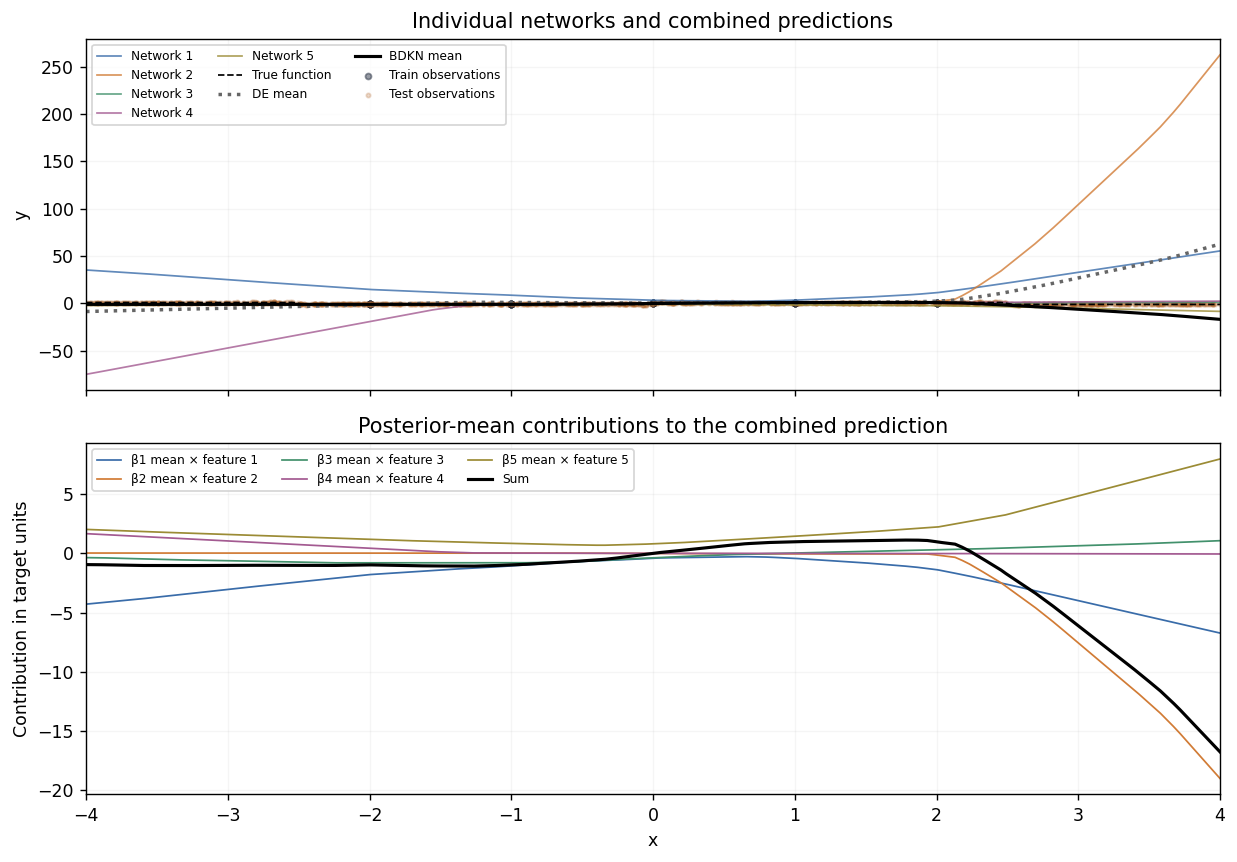 Individual networks and combined predictions
Network 1
Network 2
Network 3
Network 4
Network 5
True function
DE mean
BDKN mean
Train observations
Test observations
250
200
150
100
50
0
−50
y
Posterior-mean contributions to the combined prediction
β1 mean × feature 1
β2 mean × feature 2
β3 mean × feature 3
β4 mean × feature 4
β5 mean × feature 5
Sum
5
0
−5
−10
−15
−20
Contribution in target units
−4 −3 −2 −1 0 1 2 3 4
x